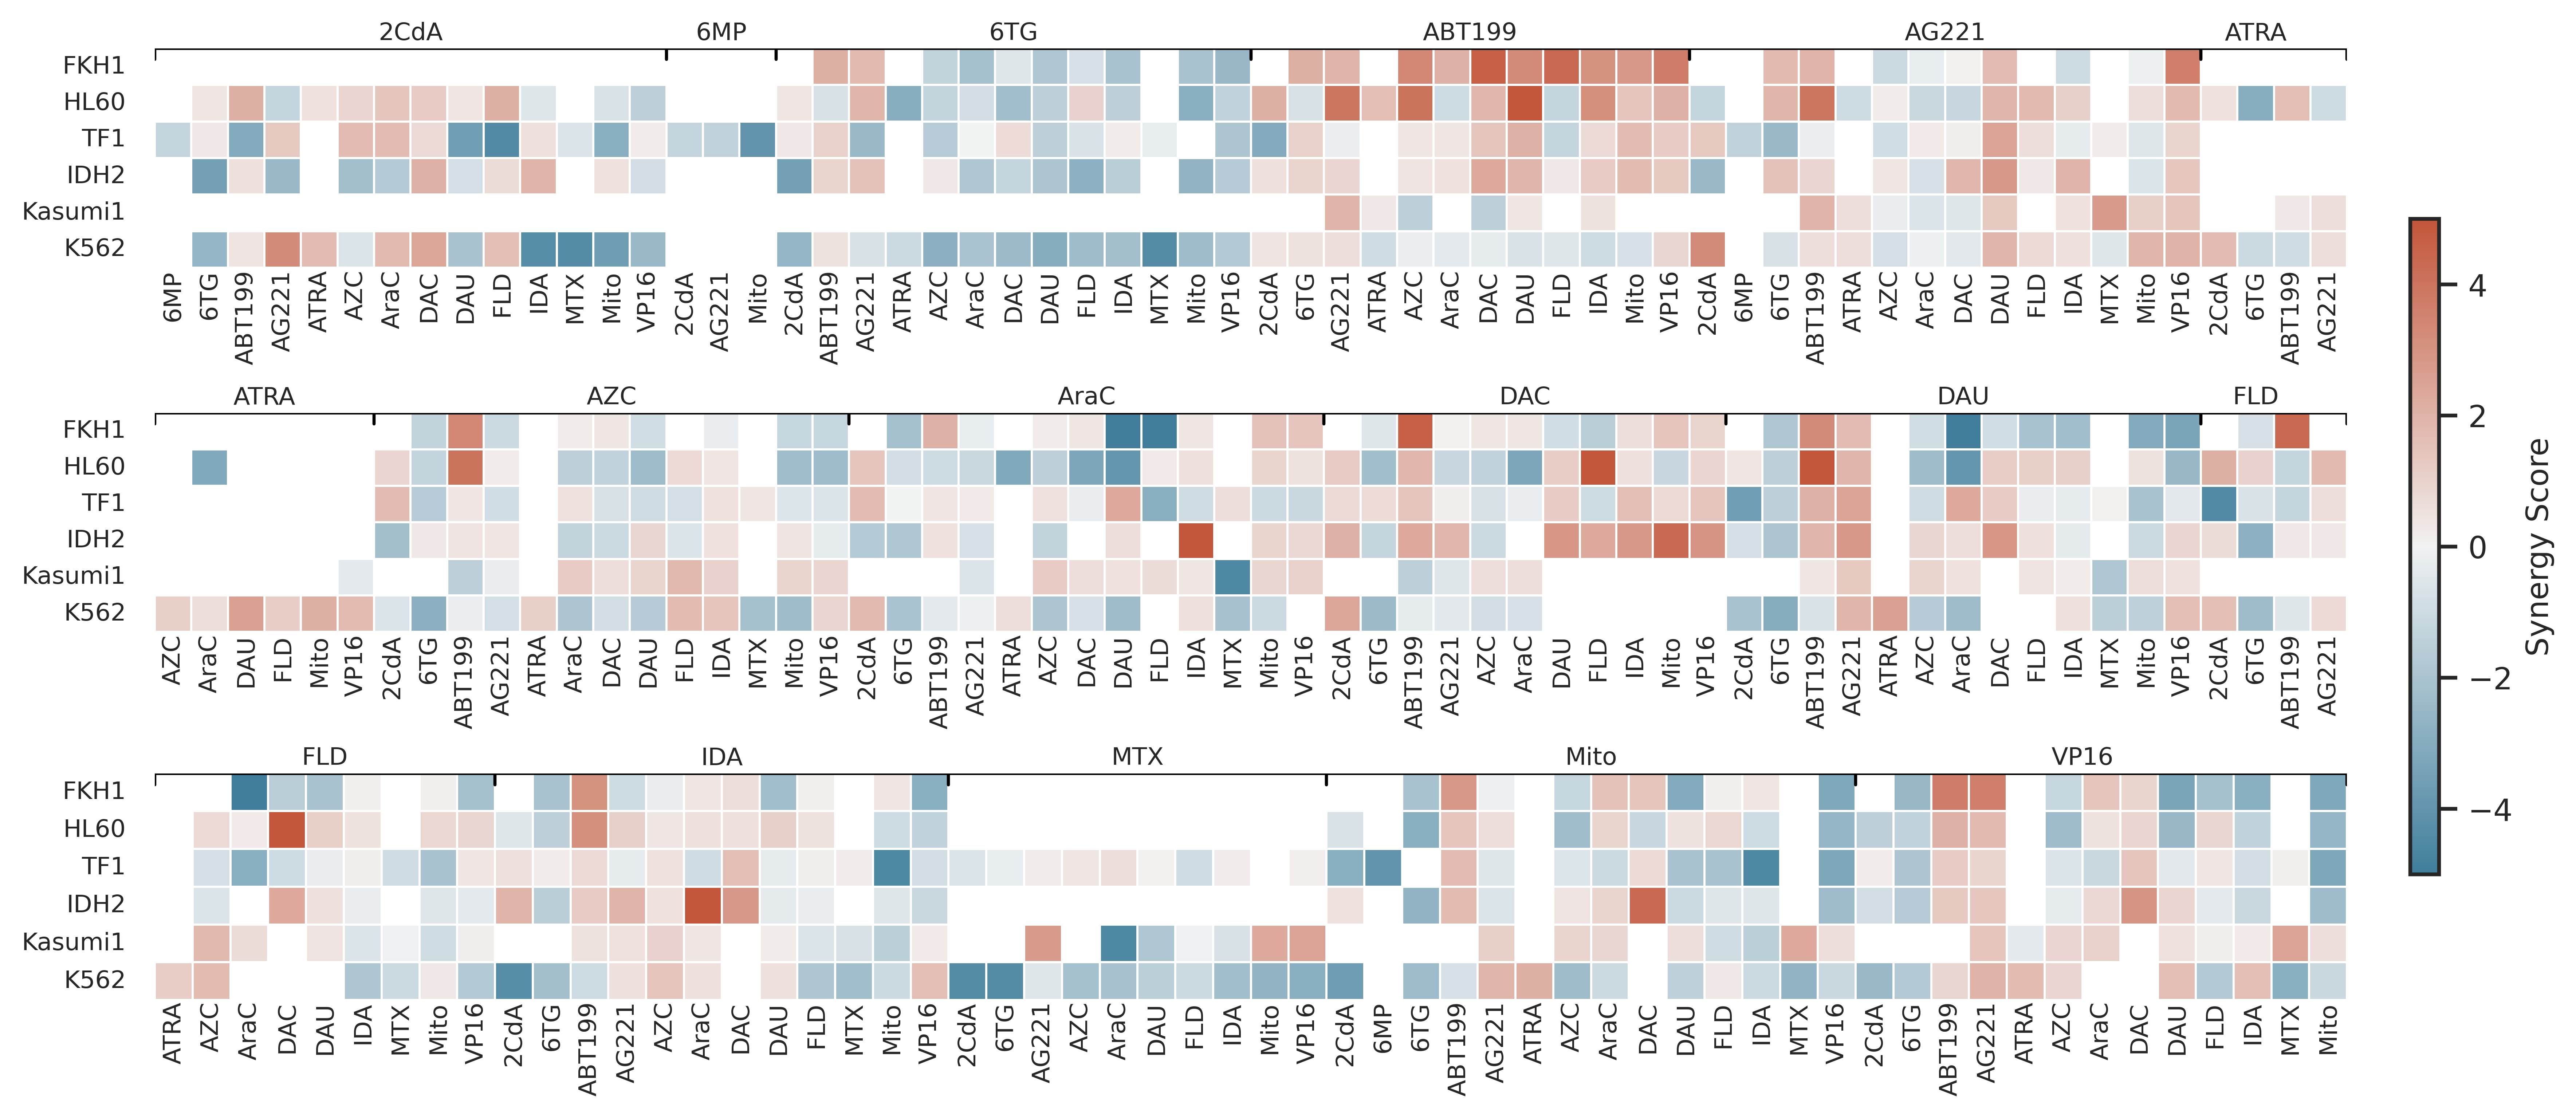 2CdA 6MP 6TG ABT199 AG221 ATRA
FKH1
HL60
TF1
IDH2
Kasumi1
K562
6MP 6TG ABT199 AG221 ATRA AZC AraC DAC DAU FLD IDA MTX Mito VP16 2CdA AG221 Mito 2CdA ABT199 AG221 ATRA AZC AraC DAC DAU FLD IDA MTX Mito VP16 2CdA 6TG AG221 ATRA AZC AraC DAC DAU FLD IDA Mito VP16 2CdA 6MP 6TG ABT199 ATRA AZC AraC DAC DAU FLD IDA MTX Mito VP16 2CdA 6TG ABT199 AG221
ATRA AZC AraC DAC DAU FLD
FKH1
HL60
TF1
IDH2
Kasumi1
K562
AZC AraC DAU FLD Mito VP16 2CdA 6TG ABT199 AG221 ATRA AraC DAC DAU FLD IDA MTX Mito VP16 2CdA 6TG ABT199 AG221 ATRA AZC DAC DAU FLD IDA MTX Mito VP16 2CdA 6TG ABT199 AG221 AZC AraC DAU FLD IDA Mito VP16 2CdA 6TG ABT199 AG221 ATRA AZC AraC DAC FLD IDA MTX Mito VP16 2CdA 6TG ABT199 AG221
FLD IDA MTX Mito VP16
FKH1
HL60
TF1
IDH2
Kasumi1
K562
ATRA AZC AraC DAC DAU IDA MTX Mito VP16 2CdA 6TG ABT199 AG221 AZC AraC DAC DAU FLD MTX Mito VP16 2CdA 6TG AG221 AZC AraC DAU FLD IDA Mito VP16 2CdA 6MP 6TG ABT199 AG221 ATRA AZC AraC DAC DAU FLD IDA MTX VP16 2CdA 6TG ABT199 AG221 ATRA AZC AraC DAC DAU FLD IDA MTX Mito
4
2
0
−2
−4
Synergy Score